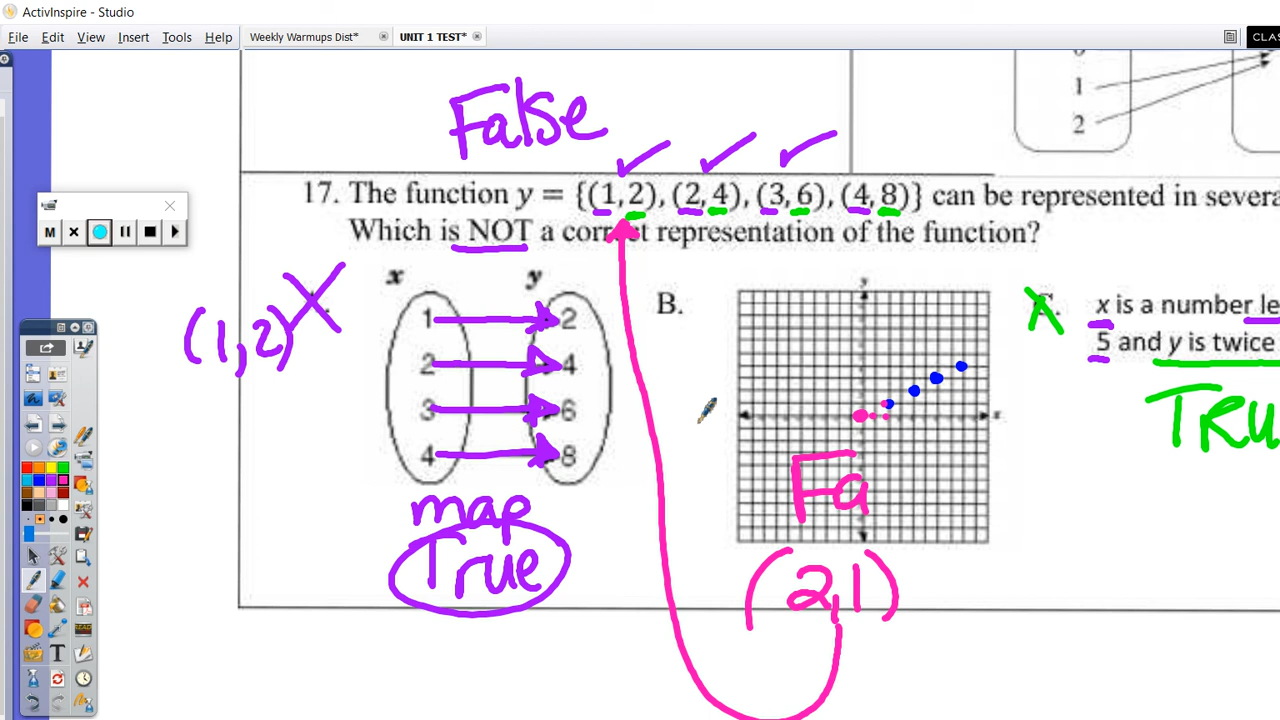 ActivInspire - Studio
File Edit View Insert Tools Help
Weekly Warmups Dist* UNIT 1 TEST*
CLAS
1
2
False
17. The function y = {(1,2), (2,4), (3,6), (4,8)} can be represented in severa
Which is NOT a correct representation of the function?
M
x y
1 2
2 4
3 6
4 8
(1,2)
map
True
B.
y
x
Fa
(2,1)
x is a number le
5 and y is twice
TRU
T